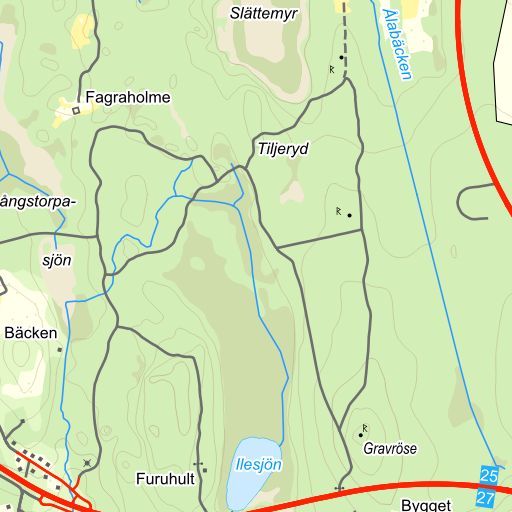 Slättemyr
Ålabäcken
R
Fagraholme
Tiljeryd
ångstorpa-
R
sjön
Bäcken
R
Gravröse
Ilesjön
Furuhult
25
27
Bygget